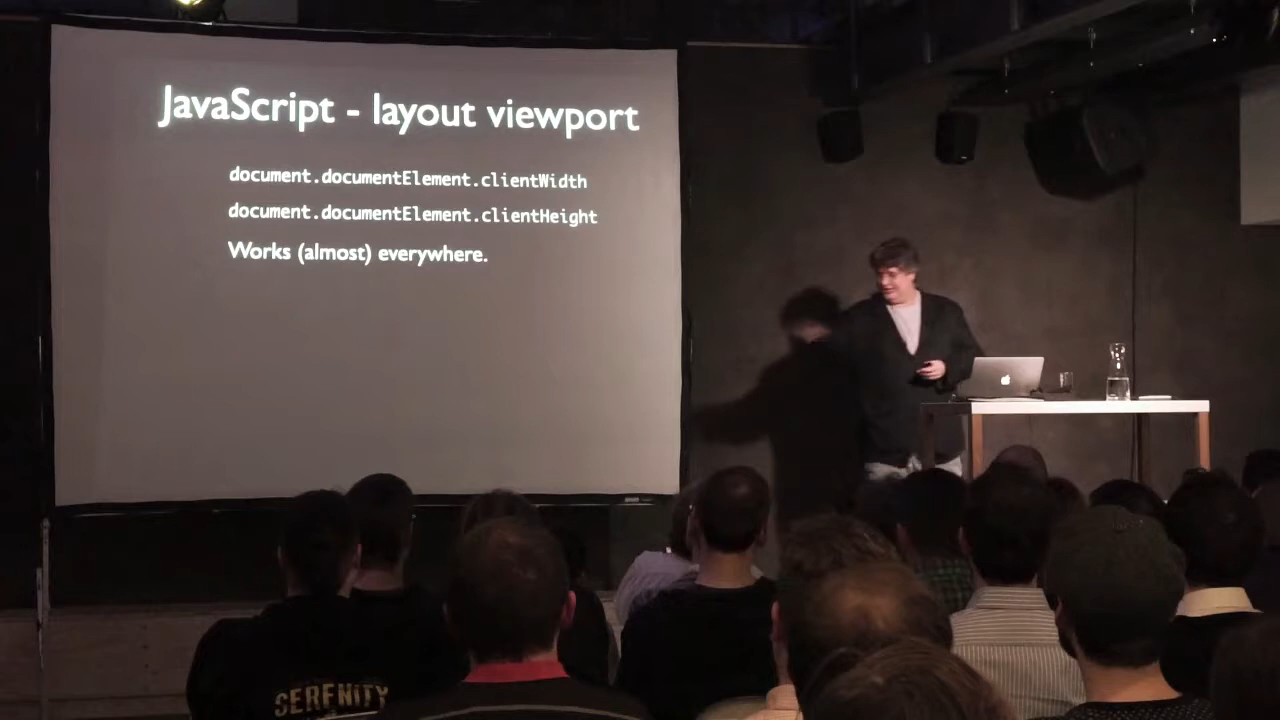 JavaScript - layout viewport
document.documentElement.clientWidth
document.documentElement.clientHeight
Works (almost) everywhere.
SERENITY